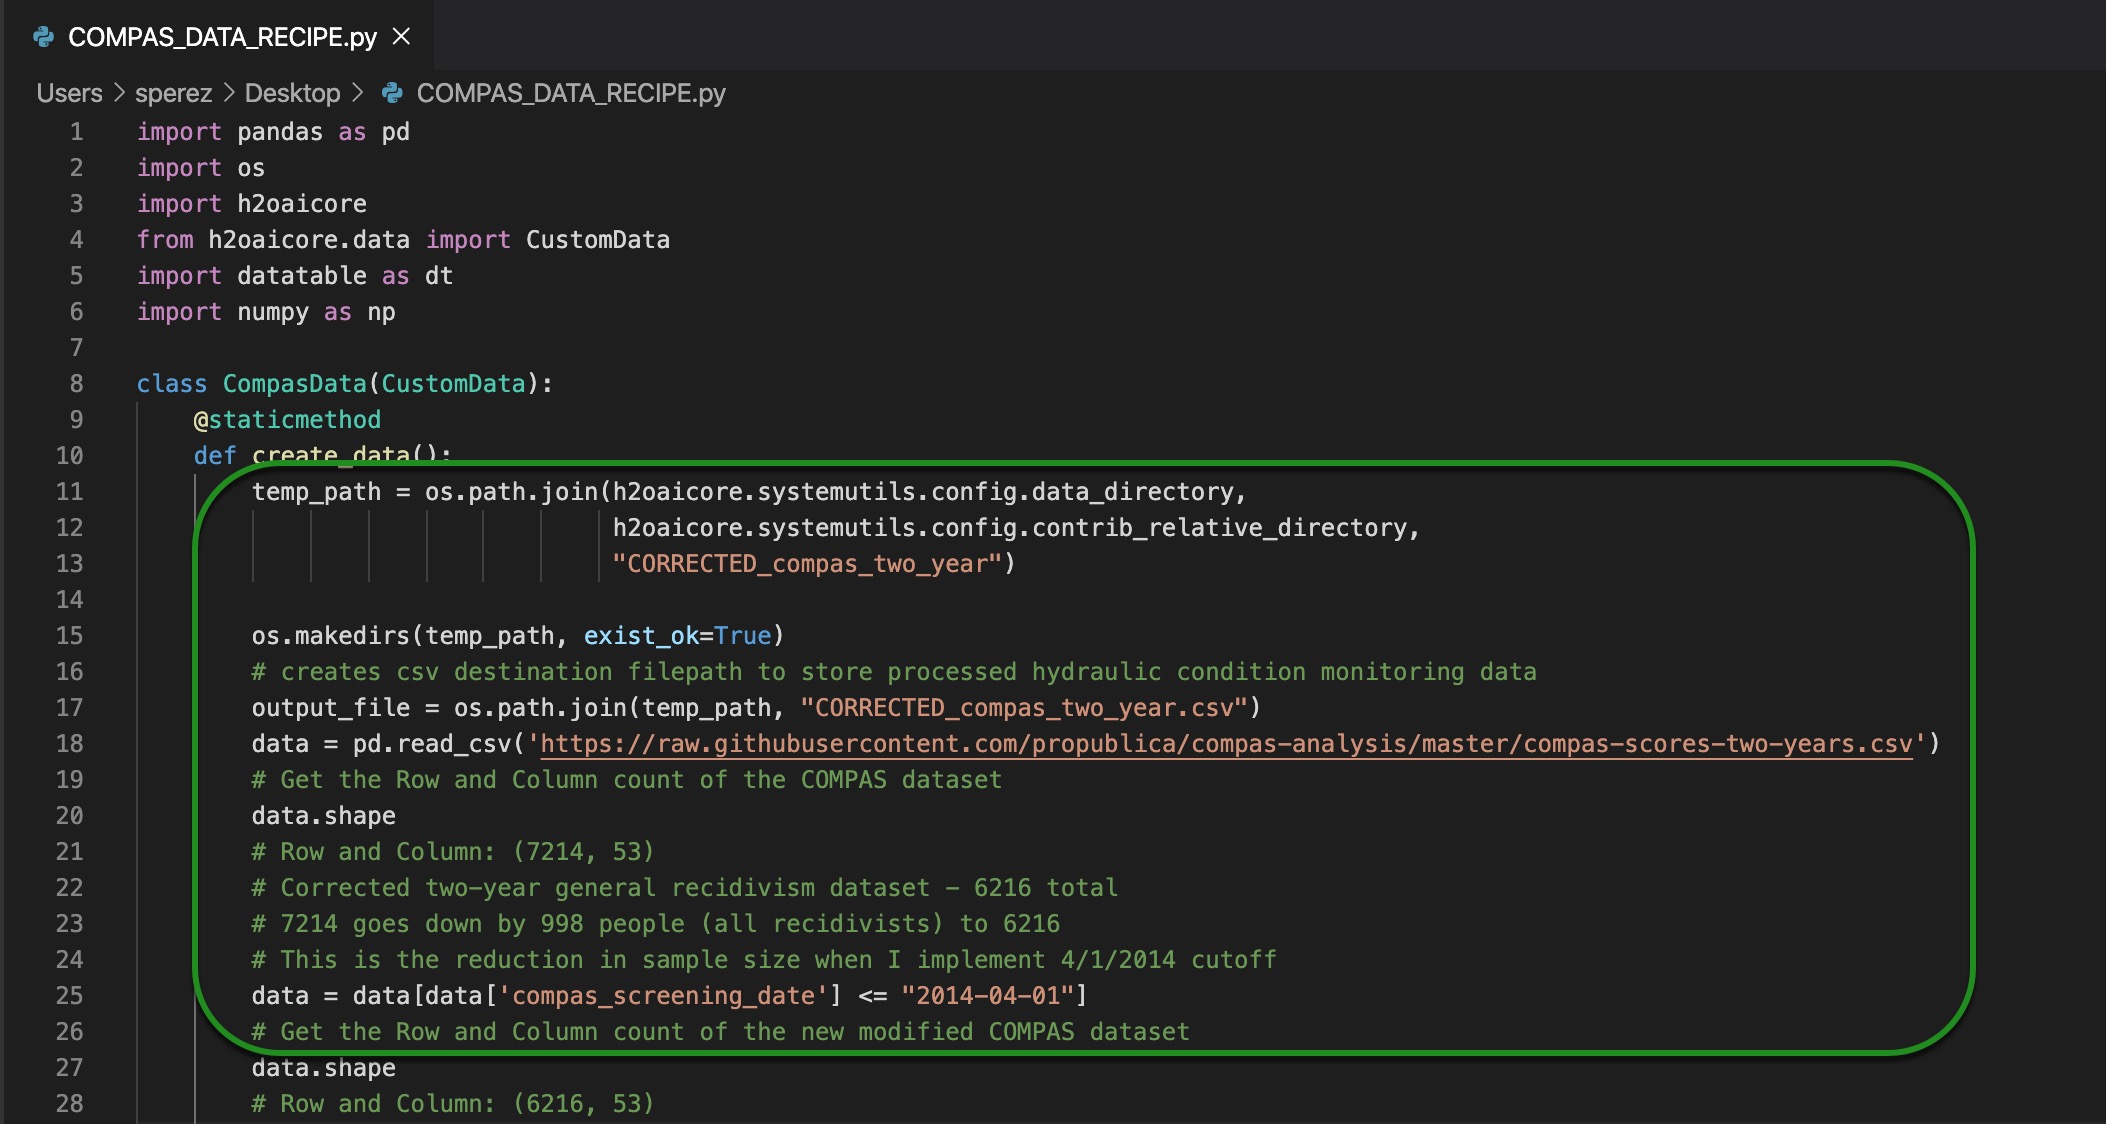 COMPAS_DATA_RECIPE.py ×
Users > sperez > Desktop > COMPAS_DATA_RECIPE.py
1 import pandas as pd
2 import os
3 import h2oaicore
4 from h2oaicore.data import CustomData
5 import datatable as dt
6 import numpy as np
7
8 class CompasData(CustomData):
9 @staticmethod
10 def create_data():
11 temp_path = os.path.join(h2oaicore.systemutils.config.data_directory,
12 h2oaicore.systemutils.config.contrib_relative_directory,
13 "CORRECTED_compas_two_year")
14
15 os.makedirs(temp_path, exist_ok=True)
16 # creates csv destination filepath to store processed hydraulic condition monitoring data
17 output_file = os.path.join(temp_path, "CORRECTED_compas_two_year.csv")
18 data = pd.read_csv('https://raw.githubusercontent.com/propublica/compas-analysis/master/compas-scores-two-years.csv')
19 # Get the Row and Column count of the COMPAS dataset
20 data.shape
21 # Row and Column: (7214, 53)
22 # Corrected two-year general recidivism dataset - 6216 total
23 # 7214 goes down by 998 people (all recidivists) to 6216
24 # This is the reduction in sample size when I implement 4/1/2014 cutoff
25 data = data[data['compas_screening_date'] <= "2014-04-01"]
26 # Get the Row and Column count of the new modified COMPAS dataset
27 data.shape
28 # Row and Column: (6216, 53)